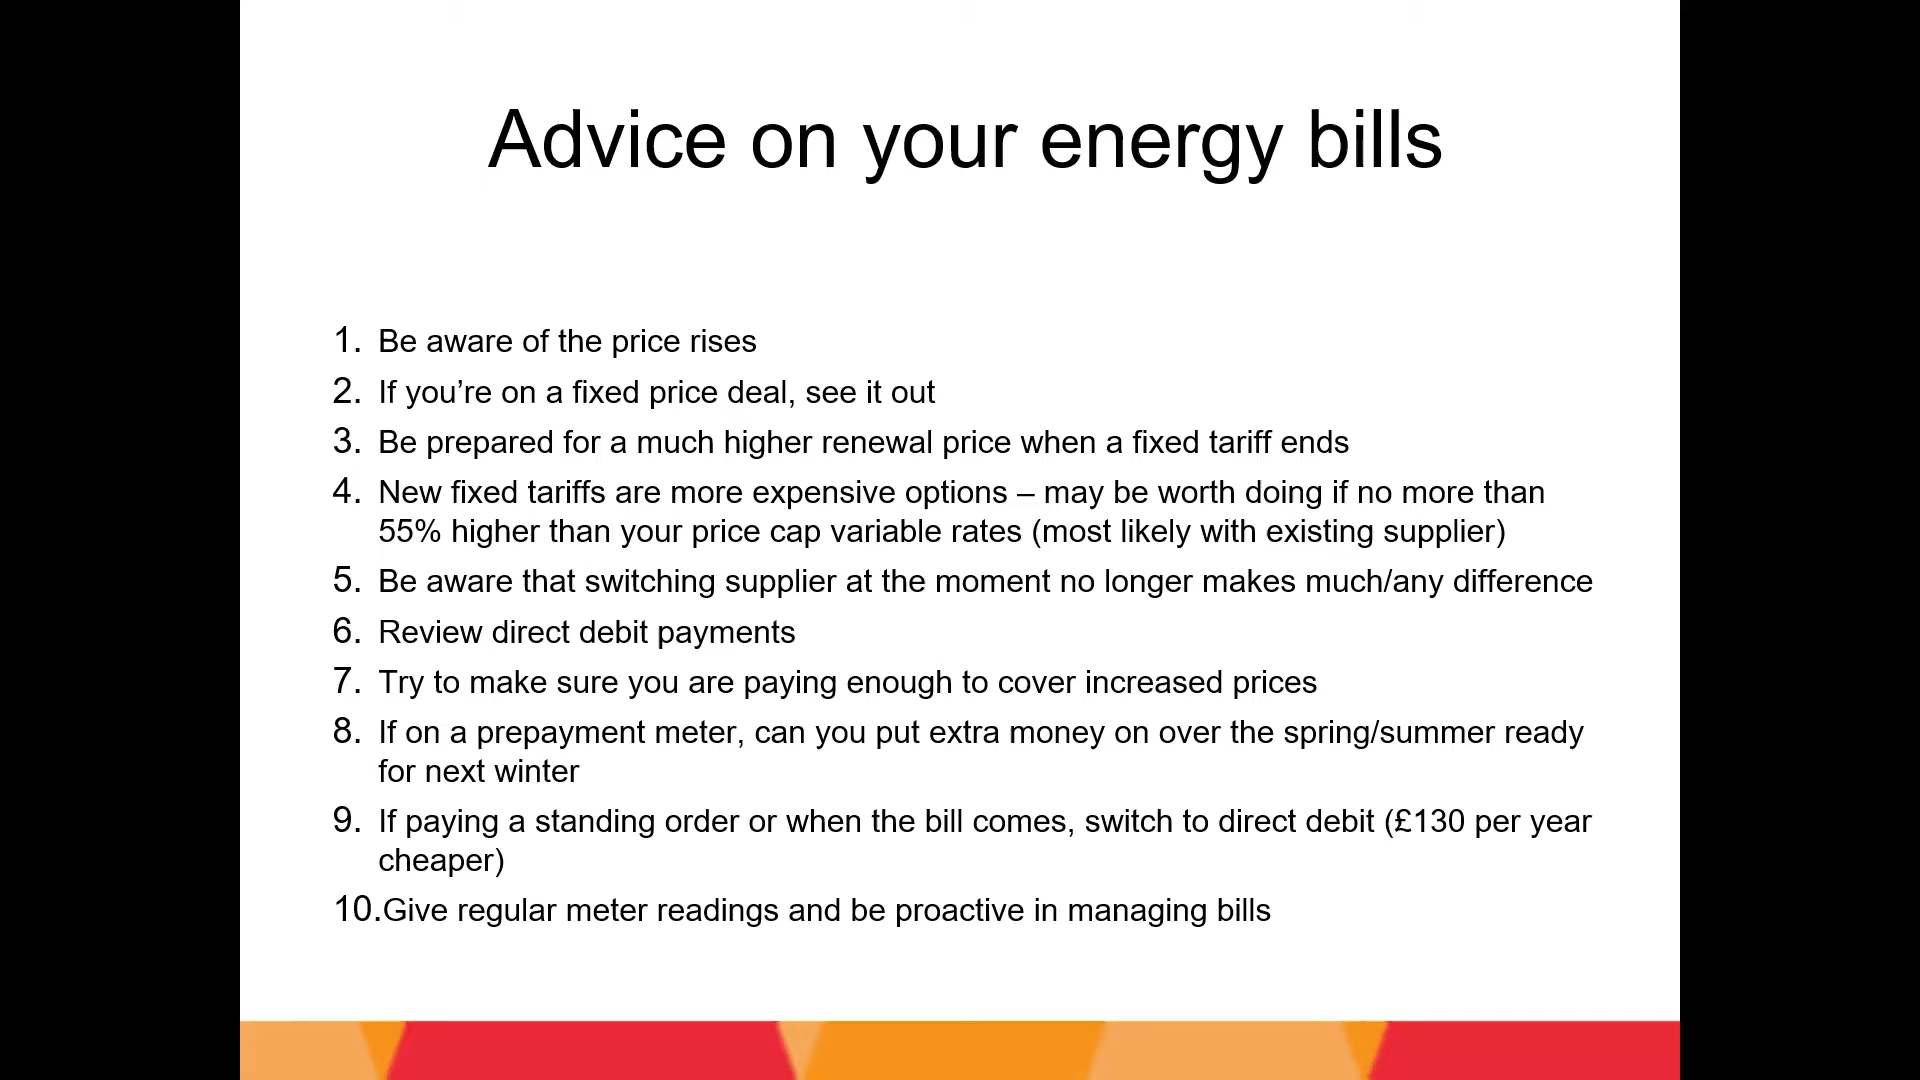 Advice on your energy bills
1. Be aware of the price rises
2. If you’re on a fixed price deal, see it out
3. Be prepared for a much higher renewal price when a fixed tariff ends
4. New fixed tariffs are more expensive options – may be worth doing if no more than
55% higher than your price cap variable rates (most likely with existing supplier)
5. Be aware that switching supplier at the moment no longer makes much/any difference
6. Review direct debit payments
7. Try to make sure you are paying enough to cover increased prices
8. If on a prepayment meter, can you put extra money on over the spring/summer ready
for next winter
9. If paying a standing order or when the bill comes, switch to direct debit (£130 per year
cheaper)
10.Give regular meter readings and be proactive in managing bills